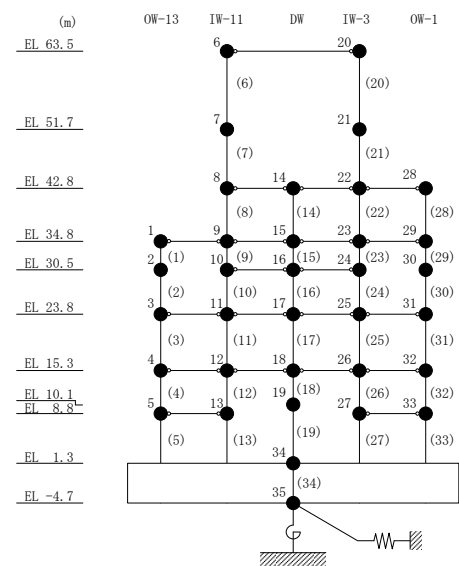 (m) OW-13 IW-11 DW IW-3 OW-1
EL 63.5 6 20
(6) (20)
EL 51.7 7 21
(7) (21)
EL 42.8 8 14 22 28
(8) (14) (22) (28)
EL 34.8 1 9 15 23 29
(1) (9) (15) (23) (29)
EL 30.5 2 10 16 24 30
(2) (10) (16) (24) (30)
EL 23.8 3 11 17 25 31
(3) (11) (17) (25) (31)
EL 15.3 4 12 18 26 32
(4) (12) (18) (26) (32)
EL 10.1 19
EL 8.8 5 13 27 33
(5) (13) (19) (27) (33)
EL 1.3 34
(34)
EL -4.7 35